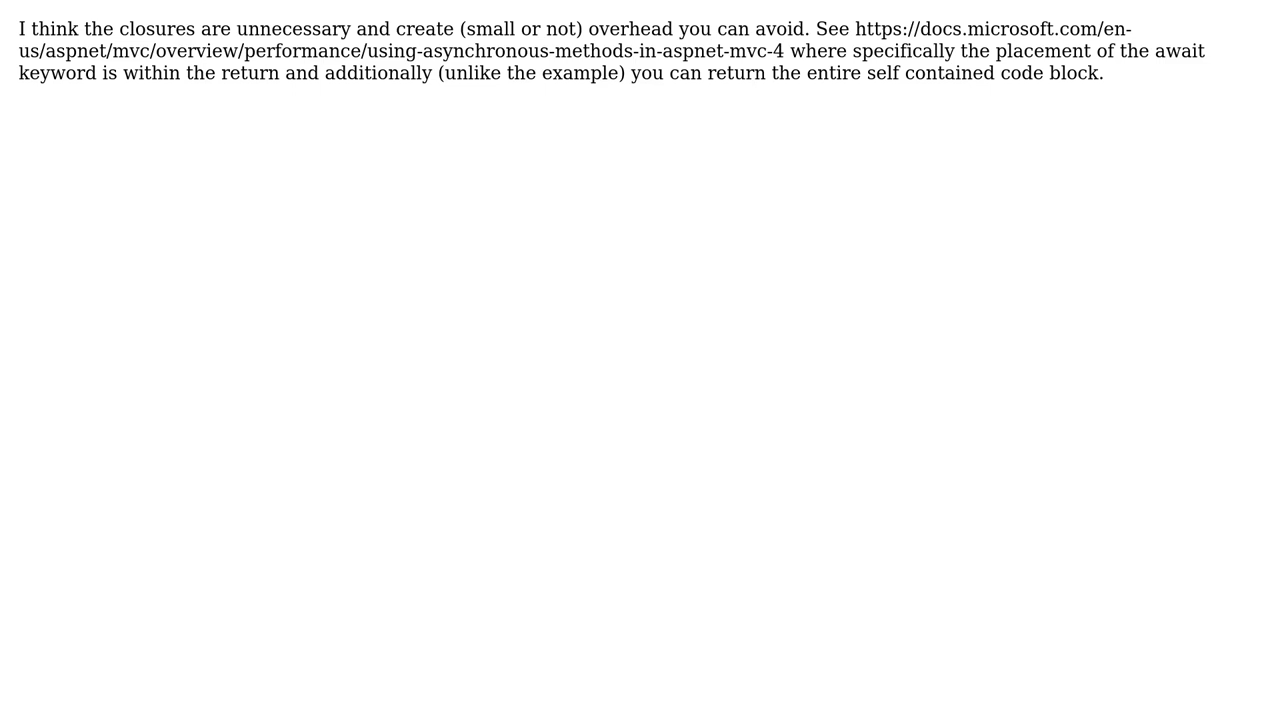 I think the closures are unnecessary and create (small or not) overhead you can avoid. See https://docs.microsoft.com/en-
us/aspnet/mvc/overview/performance/using-asynchronous-methods-in-aspnet-mvc-4 where specifically the placement of the await
keyword is within the return and additionally (unlike the example) you can return the entire self contained code block.